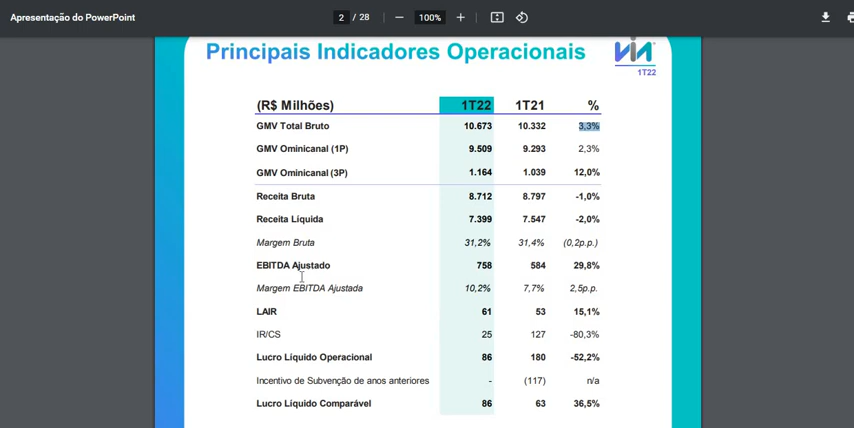 Apresentação do PowerPoint
2 / 28
100%
Principais Indicadores Operacionais
via
1T22
(R$ Milhões) 1T22 1T21 %
GMV Total Bruto 10.673 10.332 3,3%
GMV Ominicanal (1P) 9.509 9.293 2,3%
GMV Ominicanal (3P) 1.164 1.039 12,0%
Receita Bruta 8.712 8.797 -1,0%
Receita Líquida 7.399 7.547 -2,0%
Margem Bruta 31,2% 31,4% (0,2p.p.)
EBITDA Ajustado 758 584 29,8%
Margem EBITDA Ajustada 10,2% 7,7% 2,5p.p.
LAIR 61 53 15,1%
IR/CS 25 127 -80,3%
Lucro Líquido Operacional 86 180 -52,2%
Incentivo de Subvenção de anos anteriores - (117) n/a
Lucro Líquido Comparável 86 63 36,5%